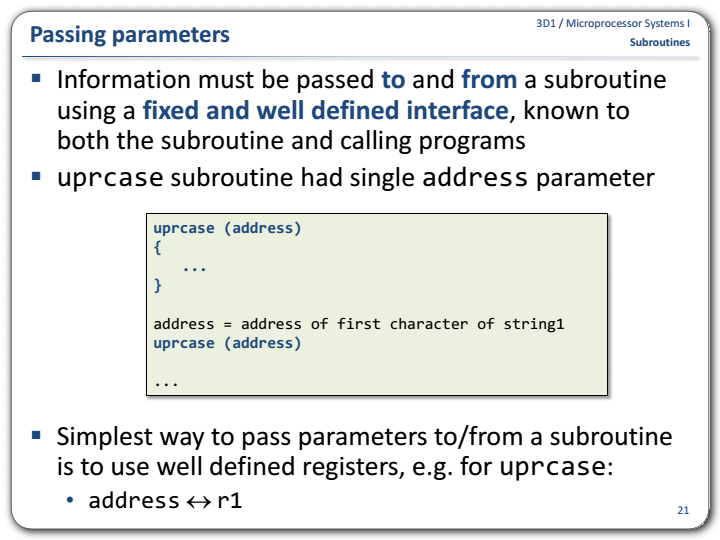 Passing parameters
3D1 / Microprocessor Systems I
Subroutines
▪ Information must be passed to and from a subroutine
using a fixed and well defined interface, known to
both the subroutine and calling programs
▪ uprcase subroutine had single address parameter
uprcase (address)
{
...
}
address = address of first character of string1
uprcase (address)
...
▪ Simplest way to pass parameters to/from a subroutine
is to use well defined registers, e.g. for uprcase:
• address ↔ r1
21